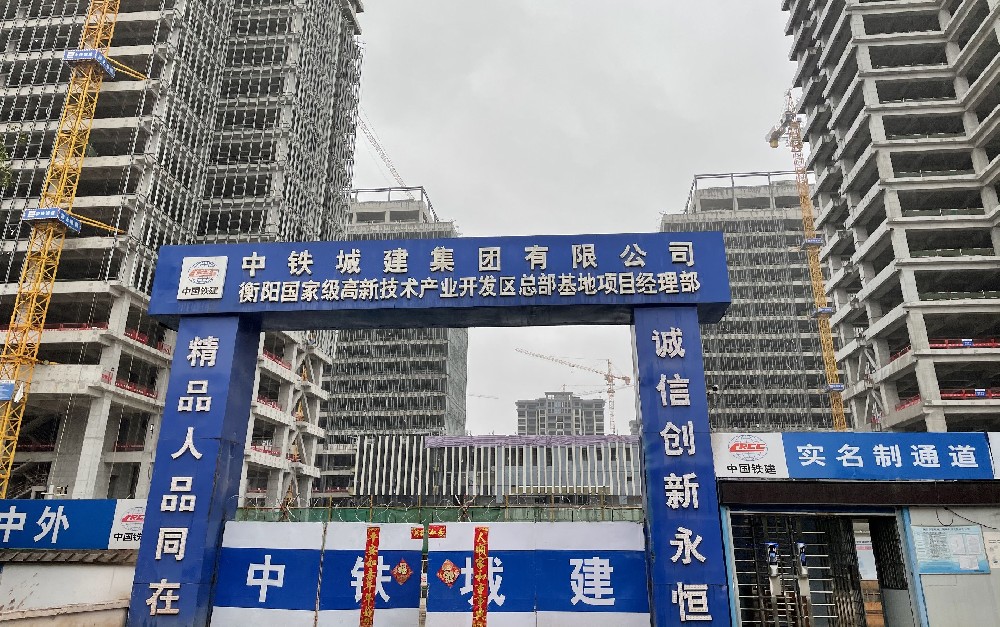 中铁城建集团有限公司
衡阳国家级高新技术产业开发区总部基地项目经理部
CRCC
中国铁建
诚信创新永恒
精品人品同在
CRCC
中国铁建
实名制通道
中外
CRCC
中国铁建
中铁城建